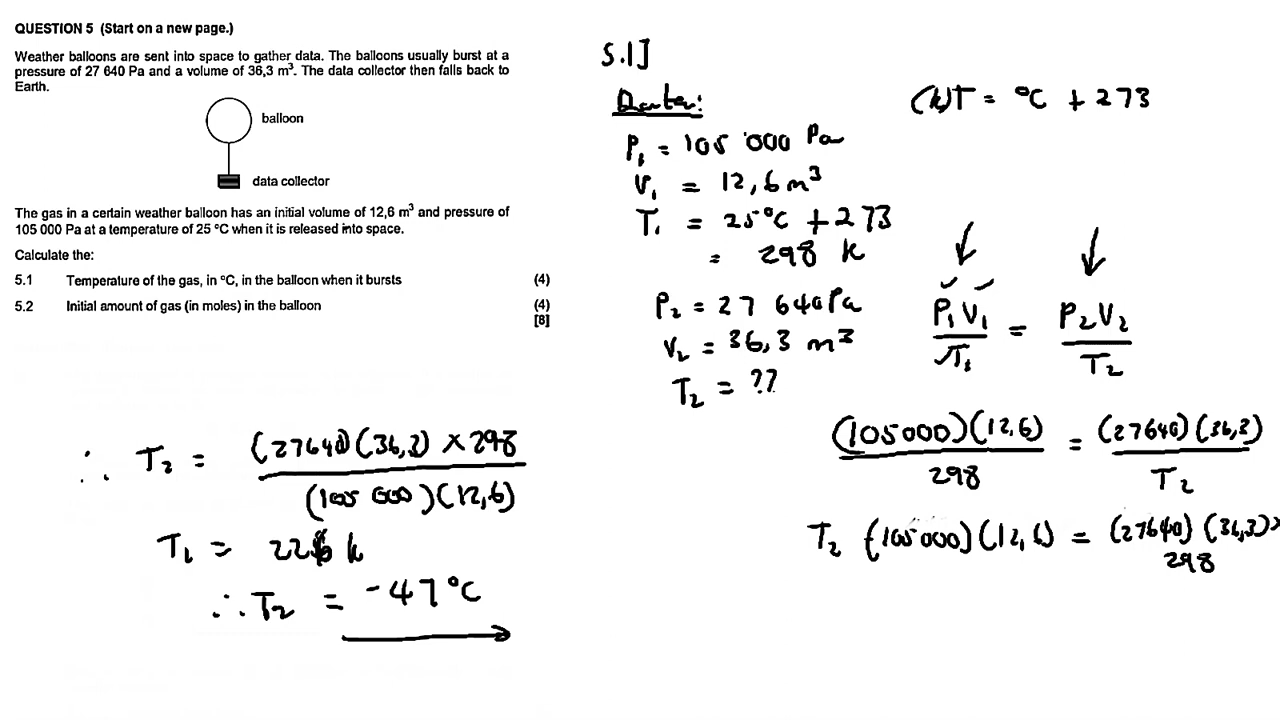 QUESTION 5 (Start on a new page.)
Weather balloons are sent into space to gather data. The balloons usually burst at a
pressure of 27 640 Pa and a volume of 36,3 m³. The data collector then falls back to
Earth.
balloon
data collector
The gas in a certain weather balloon has an initial volume of 12,6 m³ and pressure of
105 000 Pa at a temperature of 25 °C when it is released into space.
Calculate the:
5.1 Temperature of the gas, in °C, in the balloon when it bursts (4)
5.2 Initial amount of gas (in moles) in the balloon (4)
[8]
5.1]
(k)T = °C + 273
P₁ = 105 000 Pa
V₁ = 12,6 m³
T₁ = 25°C + 273
= 298 k
P₂ = 27 640 Pa
V₂ = 36,3 m³
T₂ = ??
P₁V₁ / T₁ = P₂V₂ / T₂
(105000)(12,6) / 298 = (27640)(36,3) / T₂
T₂ (105000)(12,6) = (27640)(36,3)×
298
∴ T₂ = (27640)(36,3) × 298 / (105 000)(12,6)
∴ T₂ = -47°C